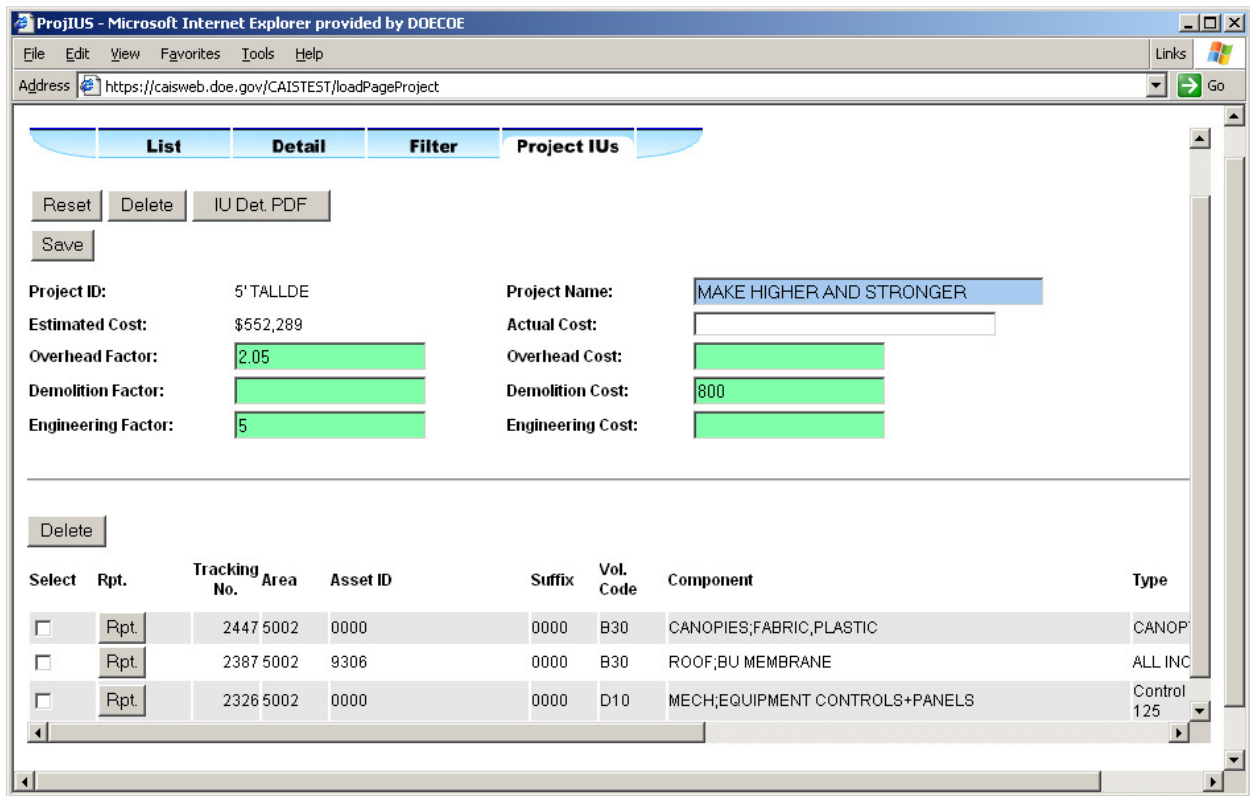 ProjIUS - Microsoft Internet Explorer provided by DOECOE
File Edit View Favorites Tools Help Links
Address https://caisweb.doe.gov/CAISTEST/loadPageProject Go
List Detail Filter Project IUs
Reset Delete IU Det. PDF
Save
Project ID: 5' TALLDE Project Name: MAKE HIGHER AND STRONGER
Estimated Cost: $552,289 Actual Cost:
Overhead Factor: 2.05 Overhead Cost:
Demolition Factor: Demolition Cost: 800
Engineering Factor: 5 Engineering Cost:
Delete
Select Rpt. Tracking No. Area Asset ID Suffix Vol. Code Component Type
Rpt. 2447 5002 0000 0000 B30 CANOPIES;FABRIC,PLASTIC CANOP
Rpt. 2387 5002 9306 0000 B30 ROOF;BU MEMBRANE ALL INC
Rpt. 2326 5002 0000 0000 D10 MECH;EQUIPMENT CONTROLS+PANELS Control 125